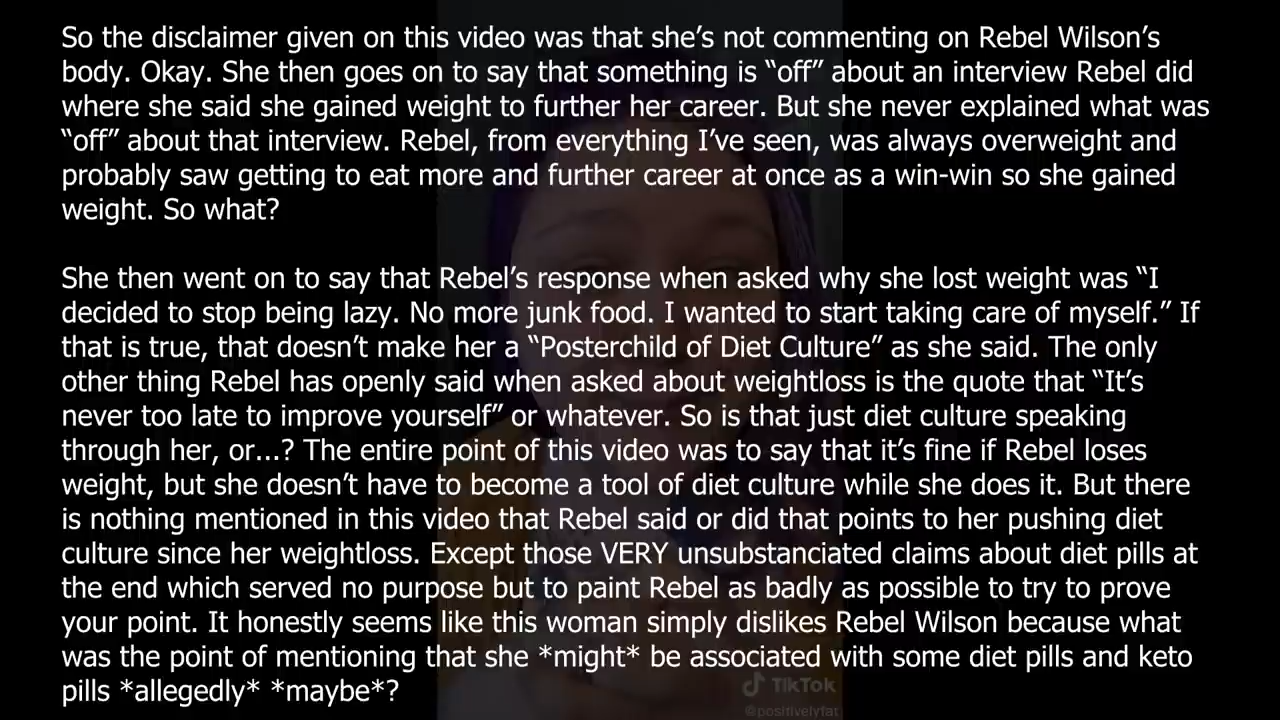 So the disclaimer given on this video was that she’s not commenting on Rebel Wilson’s
body. Okay. She then goes on to say that something is “off” about an interview Rebel did
where she said she gained weight to further her career. But she never explained what was
“off” about that interview. Rebel, from everything I’ve seen, was always overweight and
probably saw getting to eat more and further career at once as a win-win so she gained
weight. So what?
She then went on to say that Rebel’s response when asked why she lost weight was “I
decided to stop being lazy. No more junk food. I wanted to start taking care of myself.” If
that is true, that doesn’t make her a “Posterchild of Diet Culture” as she said. The only
other thing Rebel has openly said when asked about weightloss is the quote that “It’s
never too late to improve yourself” or whatever. So is that just diet culture speaking
through her, or...? The entire point of this video was to say that it’s fine if Rebel loses
weight, but she doesn’t have to become a tool of diet culture while she does it. But there
is nothing mentioned in this video that Rebel said or did that points to her pushing diet
culture since her weightloss. Except those VERY unsubstanciated claims about diet pills at
the end which served no purpose but to paint Rebel as badly as possible to try to prove
your point. It honestly seems like this woman simply dislikes Rebel Wilson because what
was the point of mentioning that she *might* be associated with some diet pills and keto
pills *allegedly* *maybe*?
TikTok
@positivelyfat